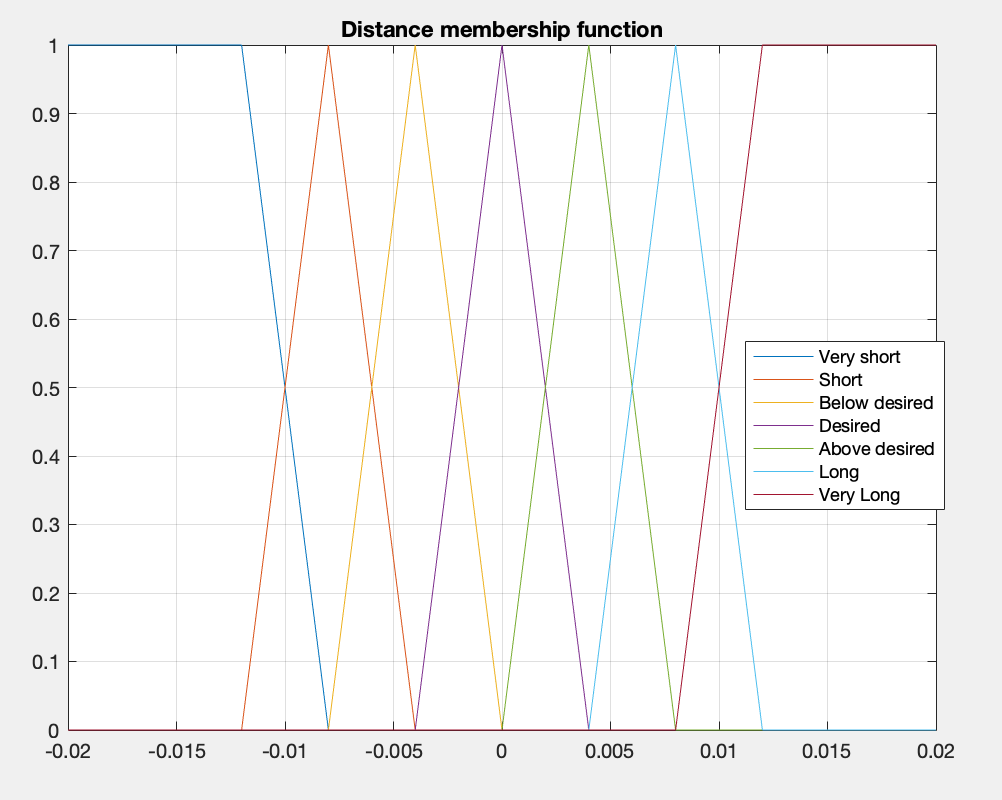 Distance membership function
1
0.9
0.8
0.7
0.6
0.5
0.4
0.3
0.2
0.1
0
-0.02 -0.015 -0.01 -0.005 0 0.005 0.01 0.015 0.02
Very short
Short
Below desired
Desired
Above desired
Long
Very Long